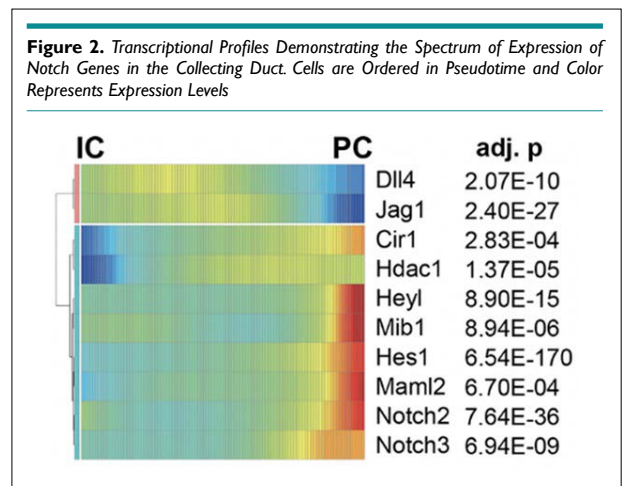 Figure 2. Transcriptional Profiles Demonstrating the Spectrum of Expression of
Notch Genes in the Collecting Duct. Cells are Ordered in Pseudotime and Color
Represents Expression Levels
IC PC adj. p
Dll4 2.07E-10
Jag1 2.40E-27
Cir1 2.83E-04
Hdac1 1.37E-05
Heyl 8.90E-15
Mib1 8.94E-06
Hes1 6.54E-170
Maml2 6.70E-04
Notch2 7.64E-36
Notch3 6.94E-09